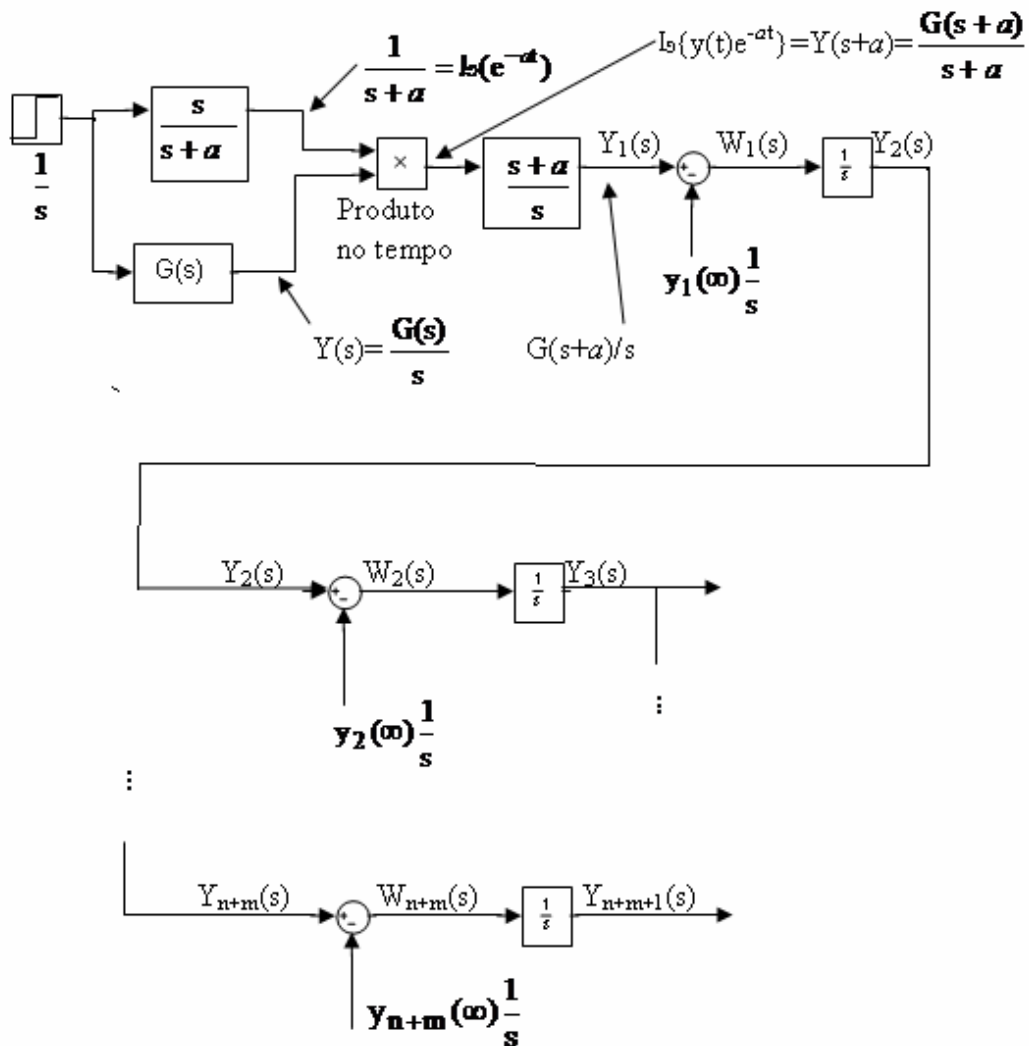 1/s
s/(s+a)
1/(s+a) = L(e^{-at})
L{y(t)e^{-at}}=Y(s+a)=G(s+a)/(s+a)
×
Produto
no tempo
(s+a)/s
Y₁(s)
+
-
W₁(s)
1/s
Y₂(s)
y₁(∞) 1/s
G(s)
Y(s)=G(s)/s
G(s+a)/s
Y₂(s)
+
-
W₂(s)
1/s
Y₃(s)
⋮
y₂(∞) 1/s
⋮
Yₙ₊ₘ(s)
+
-
Wₙ₊ₘ(s)
1/s
Yₙ₊ₘ₊₁(s)
yₙ₊ₘ(∞) 1/s